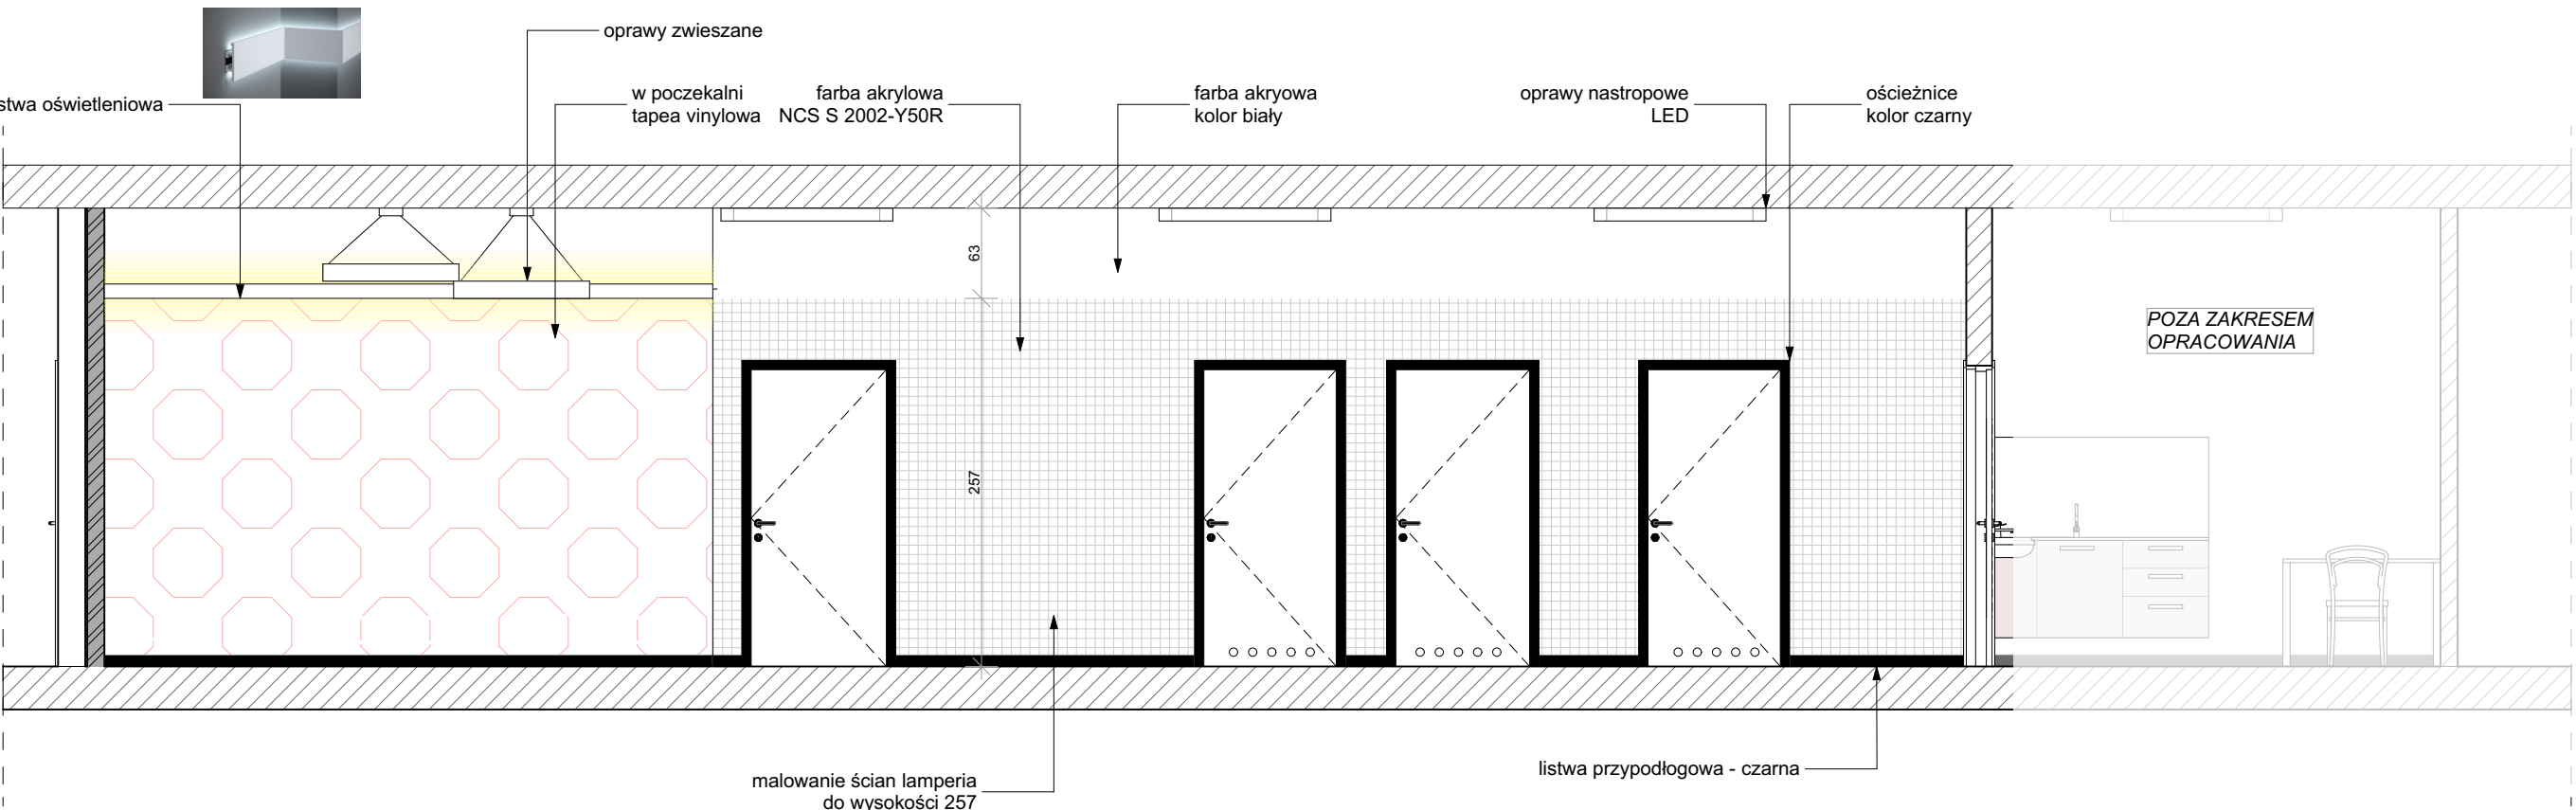 oprawy zwieszane
stwa oświetleniowa
w poczekalni
tapea vinylowa
farba akrylowa
NCS S 2002-Y50R
farba akryowa
kolor biały
oprawy nastropowe
LED
ościeżnice
kolor czarny
63
257
POZA ZAKRESEM
OPRACOWANIA
malowanie ścian lamperia
do wysokości 257
listwa przypodłogowa - czarna